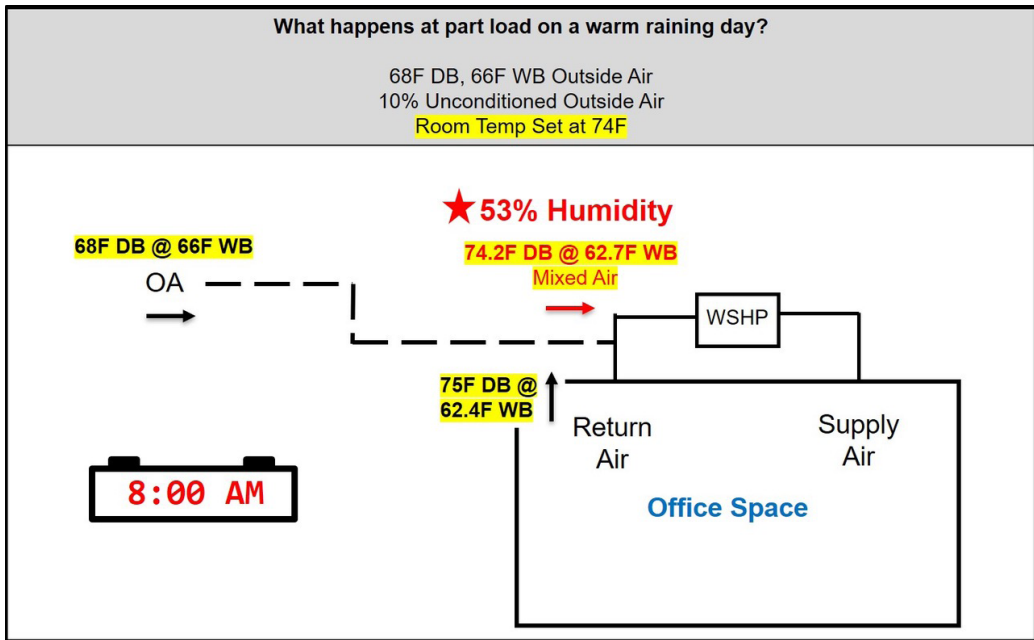 What happens at part load on a warm raining day?
68F DB, 66F WB Outside Air
10% Unconditioned Outside Air
Room Temp Set at 74F
★ 53% Humidity
68F DB @ 66F WB
OA
74.2F DB @ 62.7F WB
Mixed Air
WSHP
75F DB @
62.4F WB
Return
Air
Supply
Air
8:00 AM
Office Space